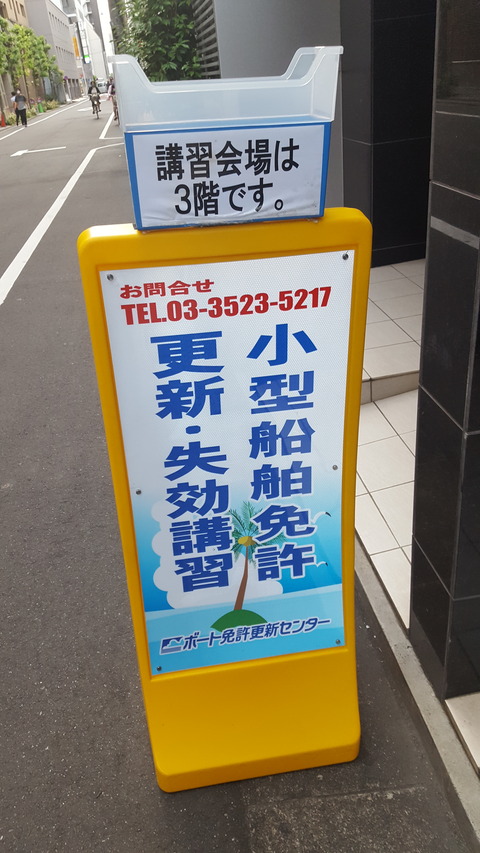 講習会場は
3階です。
お問合せ
TEL.03-3523-5217
小型船舶免許
更新・失効講習
ボート免許更新センター